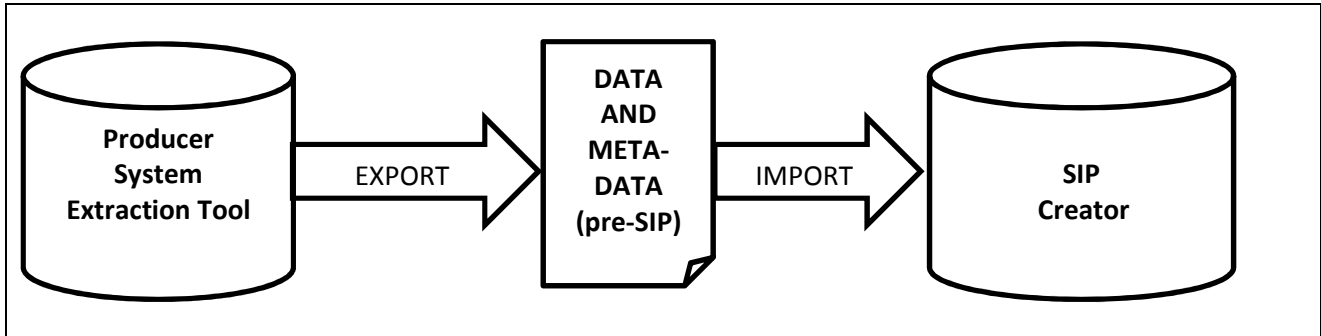 Producer
System
Extraction Tool
EXPORT
DATA
AND
META-
DATA
(pre-SIP)
IMPORT
SIP
Creator